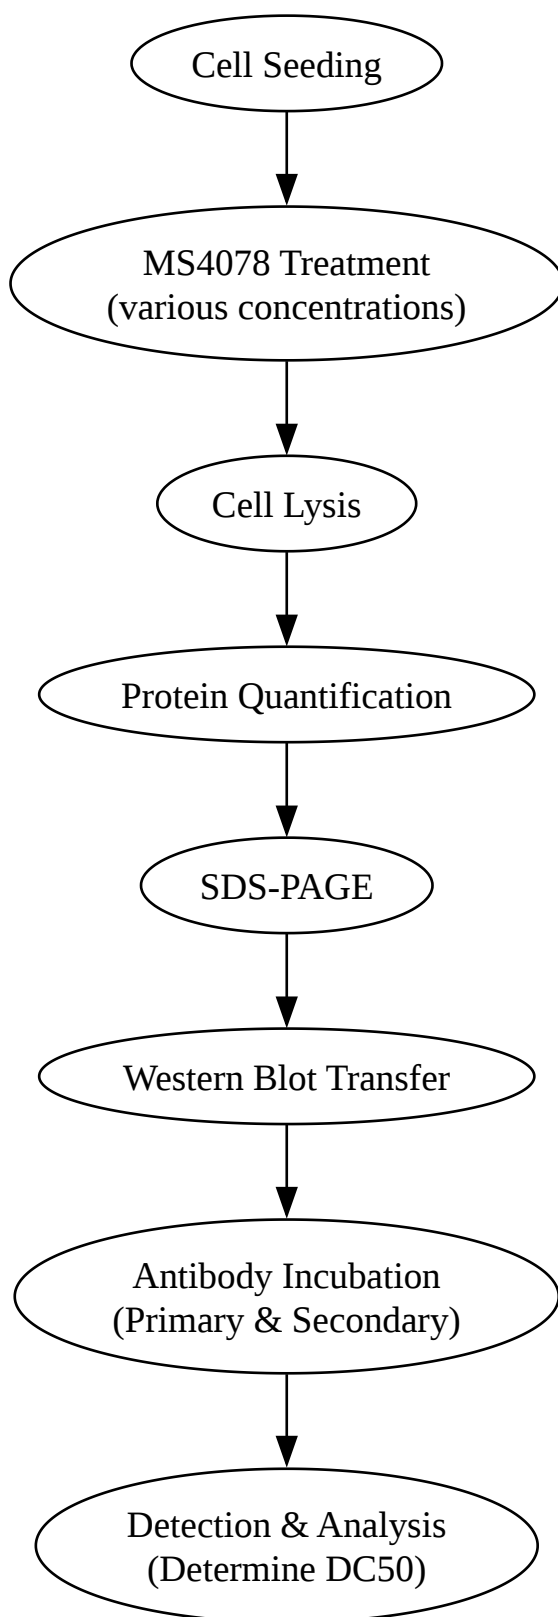 Cell Seeding
MS4078 Treatment
(various concentrations)
Cell Lysis
Protein Quantification
SDS-PAGE
Western Blot Transfer
Antibody Incubation
(Primary & Secondary)
Detection & Analysis
(Determine DC50)